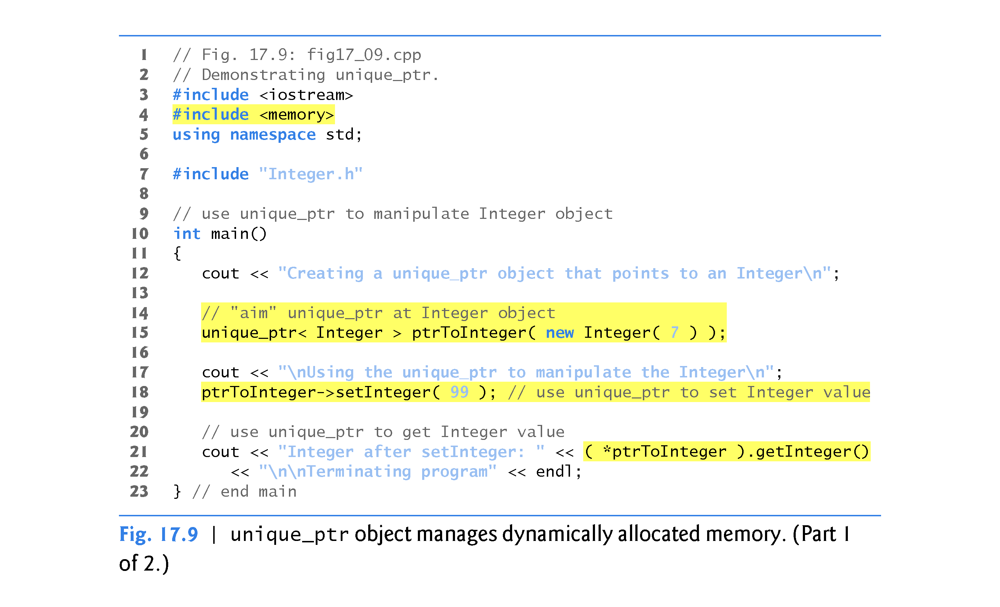 1 // Fig. 17.9: fig17_09.cpp
2 // Demonstrating unique_ptr.
3 #include <iostream>
4 #include <memory>
5 using namespace std;
6
7 #include "Integer.h"
8
9 // use unique_ptr to manipulate Integer object
10 int main()
11 {
12    cout << "Creating a unique_ptr object that points to an Integer\n";
13
14    // "aim" unique_ptr at Integer object
15    unique_ptr< Integer > ptrToInteger( new Integer( 7 ) );
16
17    cout << "\nUsing the unique_ptr to manipulate the Integer\n";
18    ptrToInteger->setInteger( 99 ); // use unique_ptr to set Integer value
19
20    // use unique_ptr to get Integer value
21    cout << "Integer after setInteger: " << ( *ptrToInteger ).getInteger()
22       << "\n\nTerminating program" << endl;
23 } // end main
Fig. 17.9 | unique_ptr object manages dynamically allocated memory. (Part 1
of 2.)